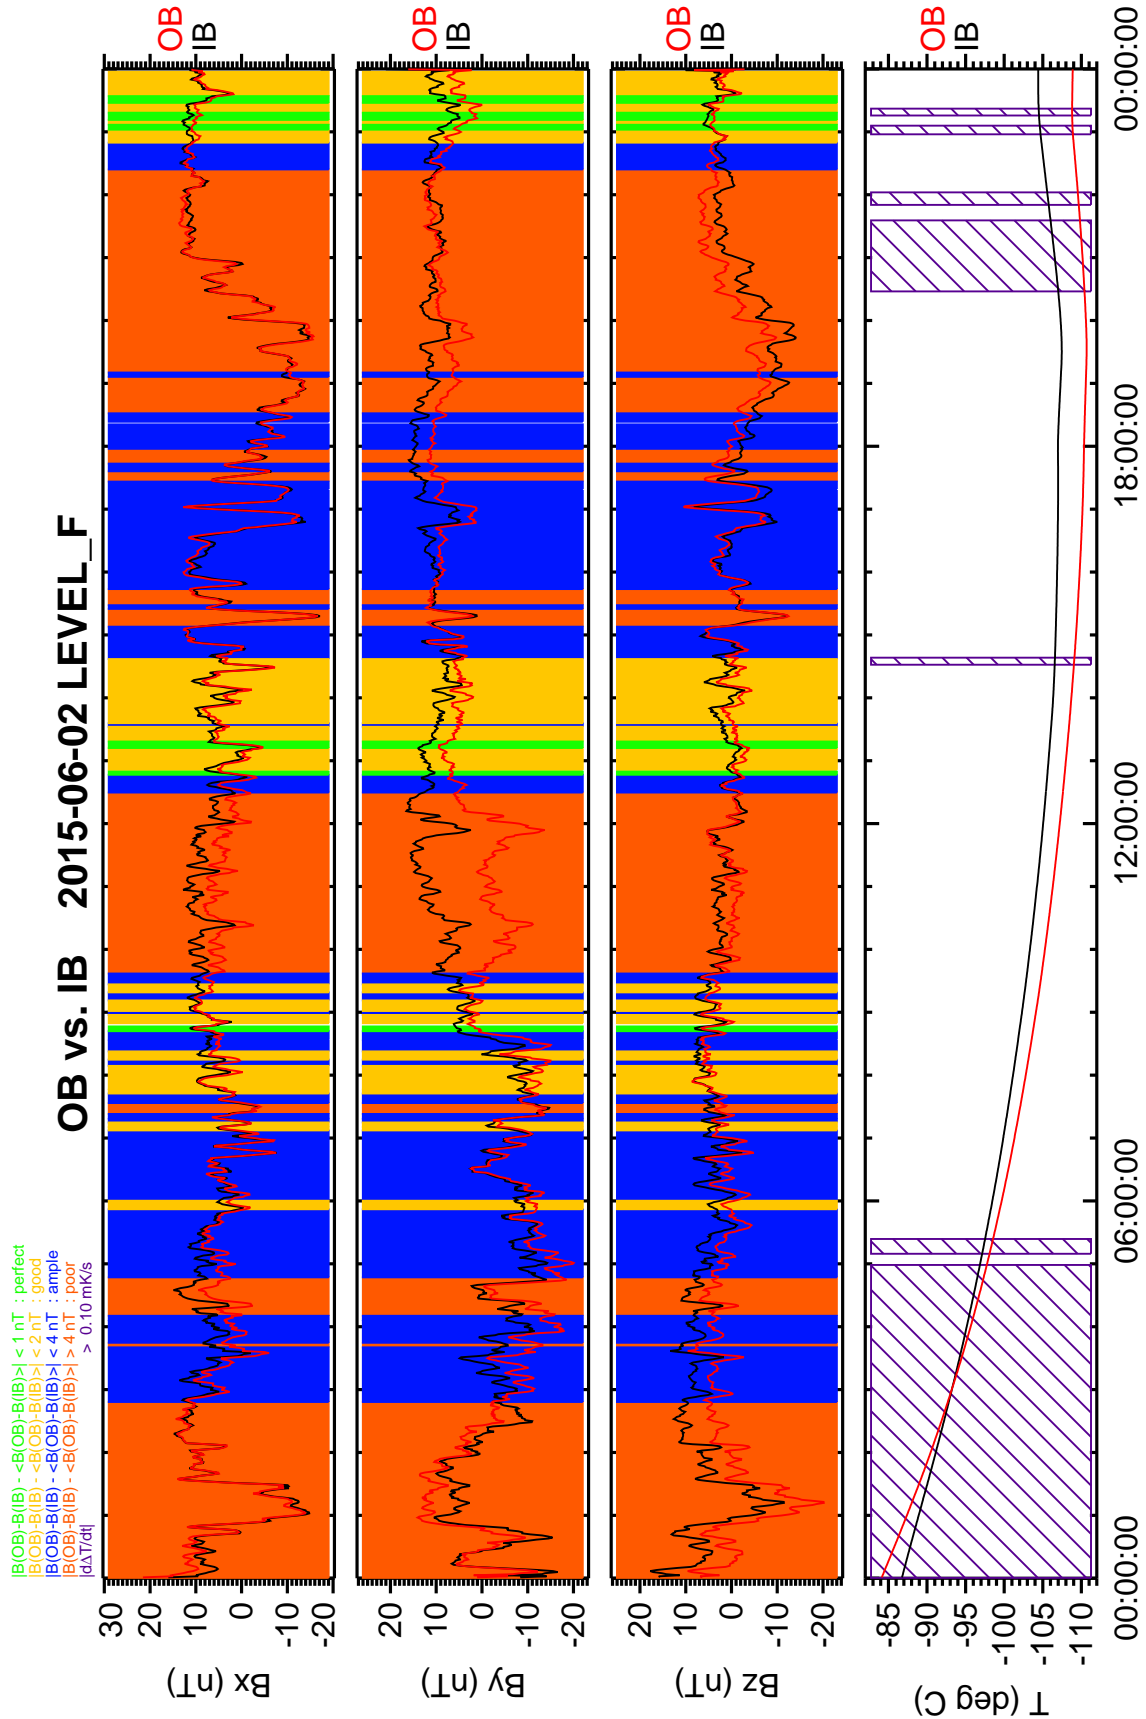 OB vs. IB 2015-06-02 LEVEL_F
|B(OB)-B(IB) - <B(OB)-B(IB)>| < 1 nT : perfect
|B(OB)-B(IB) - <B(OB)-B(IB)>| < 2 nT : good
|B(OB)-B(IB) - <B(OB)-B(IB)>| < 4 nT : ample
|B(OB)-B(IB) - <B(OB)-B(IB)>| > 4 nT : poor
|dΔT/dt| > 0.10 mK/s
Bx (nT)
30
20
10
0
-10
-20
OB
IB
By (nT)
20
10
0
-10
-20
OB
IB
Bz (nT)
20
10
0
-10
-20
OB
IB
T (deg C)
-85
-90
-95
-100
-105
-110
OB
IB
00:00:00
06:00:00
12:00:00
18:00:00
00:00:00